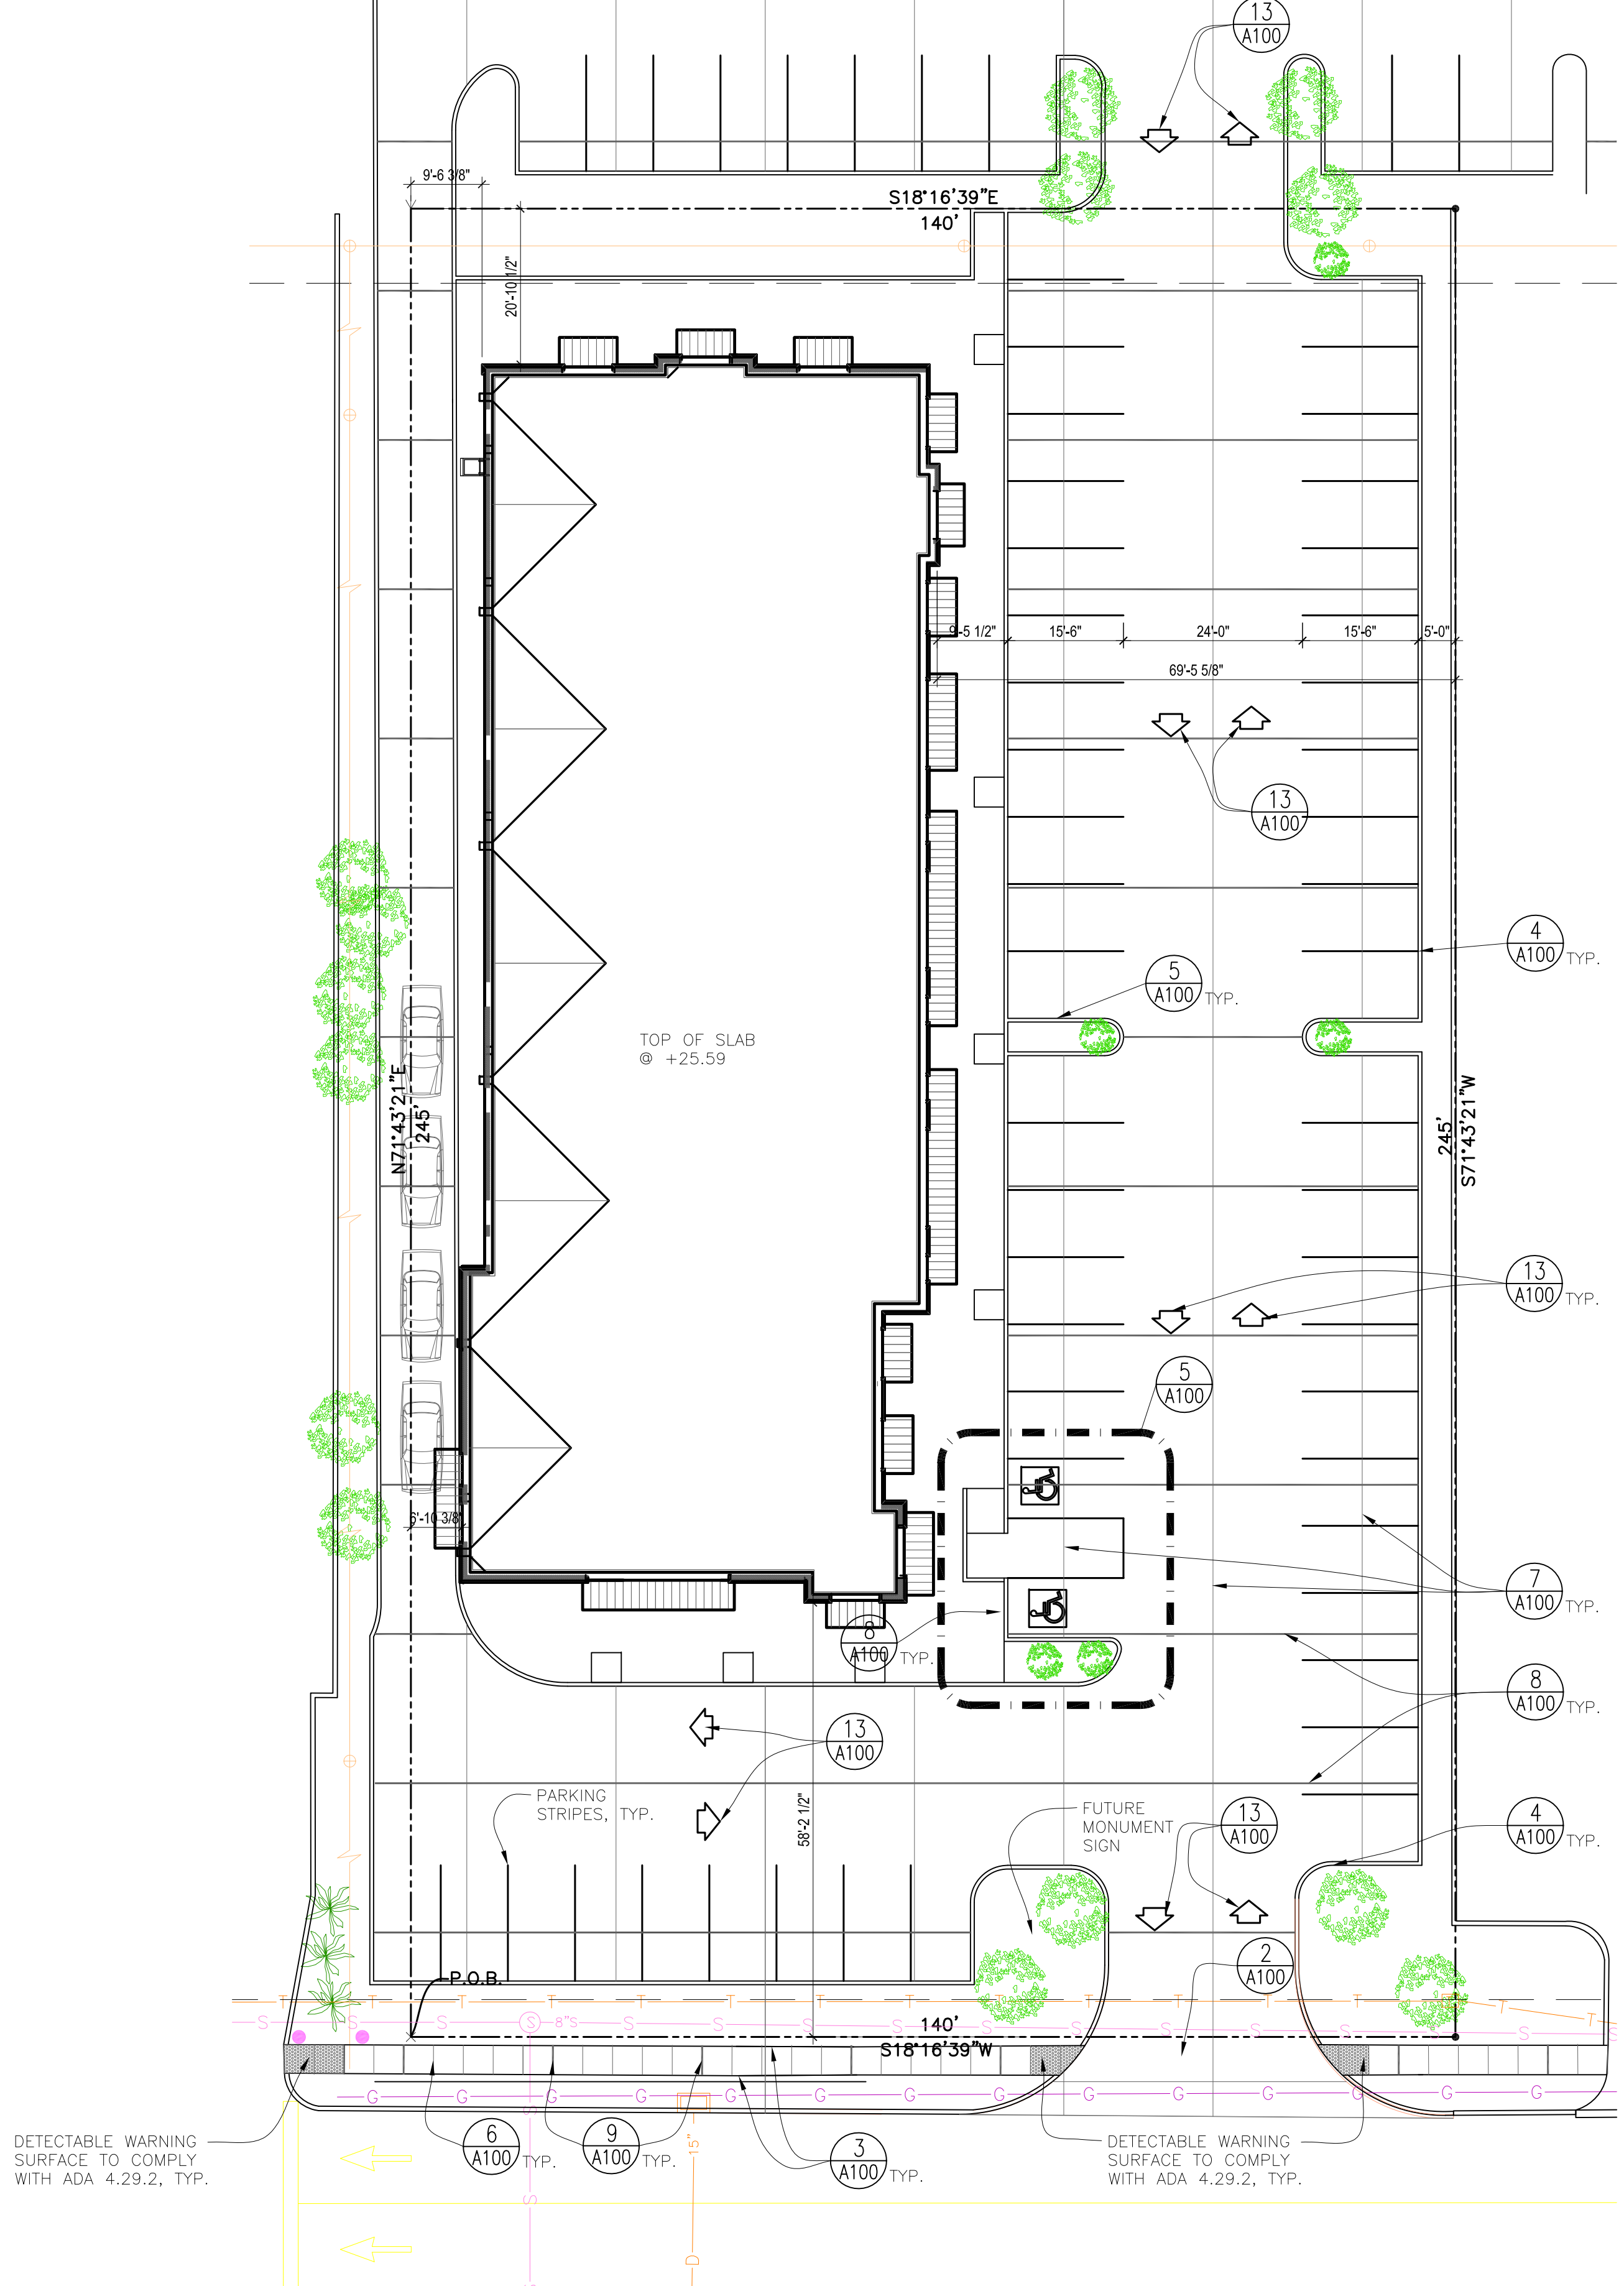 13
A100
9'-6 3/8"
S18°16'39"E
140'
20'-10 1/2"
9-5 1/2"
15'-6"
24'-0"
15'-6"
5'-0"
69'-5 5/8"
13
A100
4
A100
TYP.
5
A100
TYP.
TOP OF SLAB
@ +25.59
N71°43'21"E
245'
245'
S71°43'21"W
13
A100
TYP.
5
A100
6'-10 3/8"
7
A100
TYP.
8
A100
TYP.
8
A100
TYP.
13
A100
PARKING
STRIPES, TYP.
58'-2 1/2"
FUTURE
MONUMENT
SIGN
13
A100
4
A100
TYP.
2
A100
P.O.B.
T T T T T T T T T T T T T T
S S S S 8"S S S S S S S S S S S S
140'
S18°16'39"W
G G G G G G G G G G G G G G
S
DETECTABLE WARNING
SURFACE TO COMPLY
WITH ADA 4.29.2, TYP.
6
A100
TYP.
9
A100
TYP.
15"
3
A100
TYP.
DETECTABLE WARNING
SURFACE TO COMPLY
WITH ADA 4.29.2, TYP.
S
D